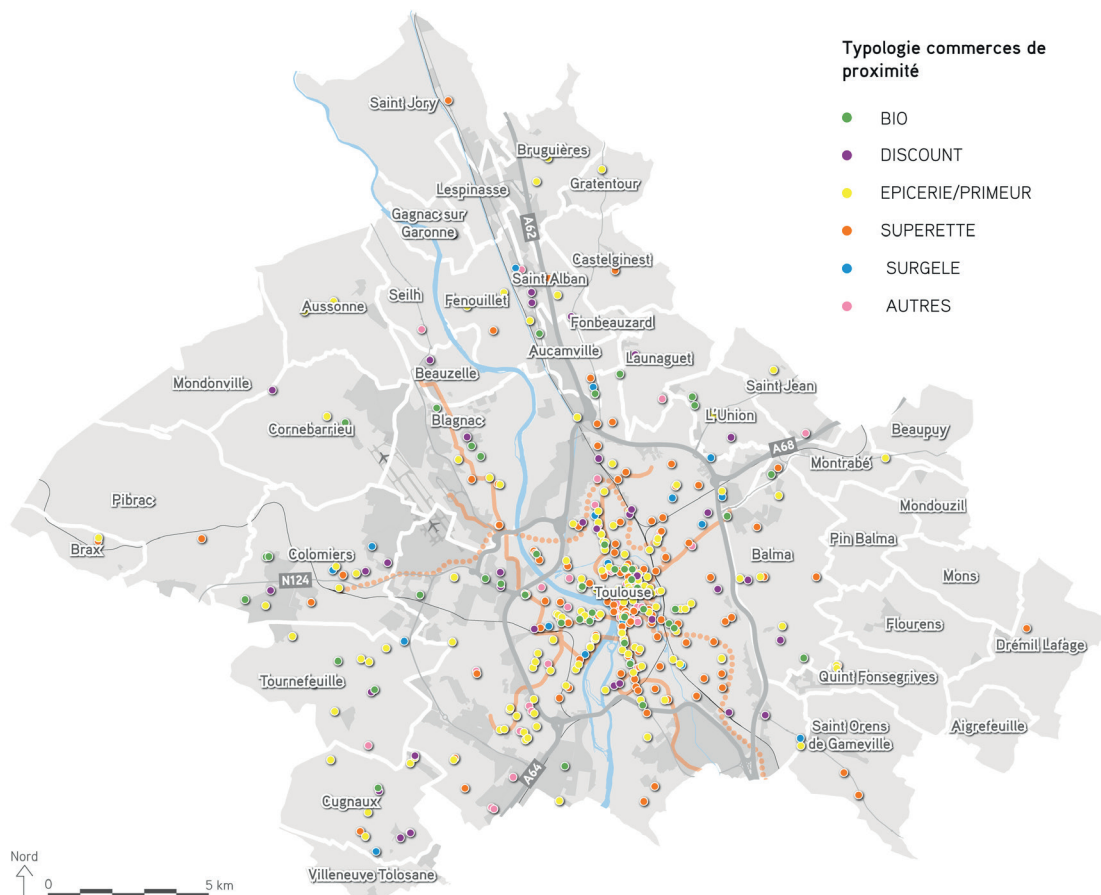 Typologie commerces de
proximité
BIO
DISCOUNT
EPICERIE/PRIMEUR
SUPERETTE
SURGELE
AUTRES
Saint Jory
Bruguières
Gratentour
Lespinasse
Gagnac sur
Garonne
A62
Castelginest
Saint Alban
Seilh
Fenouillet
Aussonne
Fonbeauzard
Aucamville
Launaguet
Beauzelle
Mondonville
Saint Jean
Blagnac
L'Union
Cornebarrieu
Beaupuy
A68
Montrabé
Pibrac
Mondouzil
Pin Balma
Brax
Colomiers
Balma
Mons
N124
Toulouse
Flourens
Drémil Lafage
Tournefeuille
Quint Fonsegrives
Saint Orens
de Gameville
Aigrefeuille
A64
Cugnaux
Villeneuve Tolosane
Nord
0 5 km